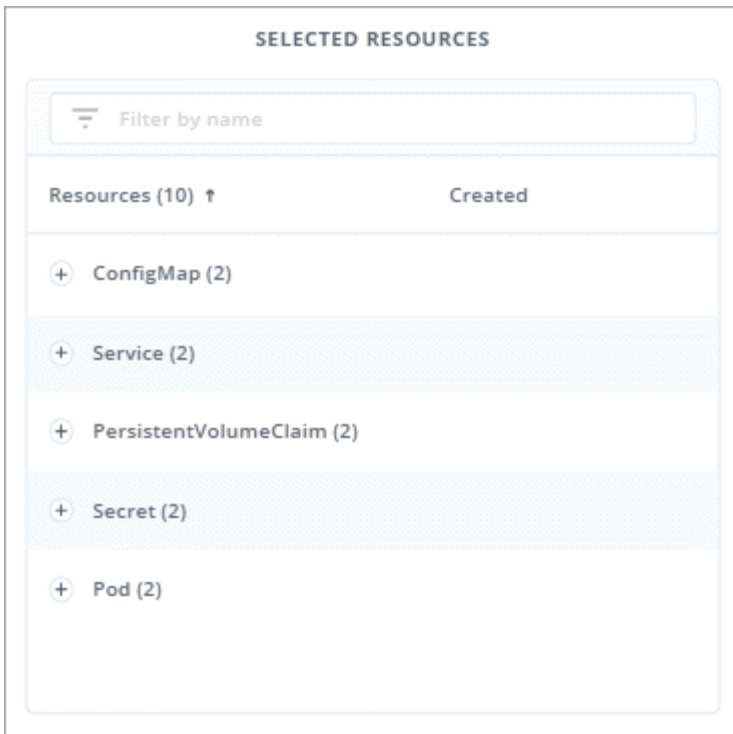 SELECTED RESOURCES
Filter by name
Resources (10) ↑ Created
ConfigMap (2)
Service (2)
PersistentVolumeClaim (2)
Secret (2)
Pod (2)